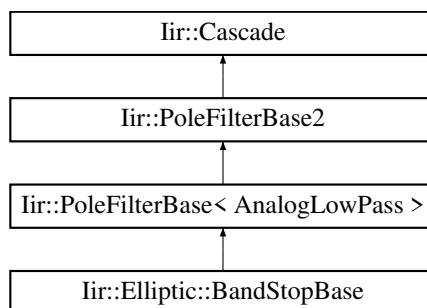 Iir::Cascade
Iir::PoleFilterBase2
Iir::PoleFilterBase< AnalogLowPass >
Iir::Elliptic::BandStopBase